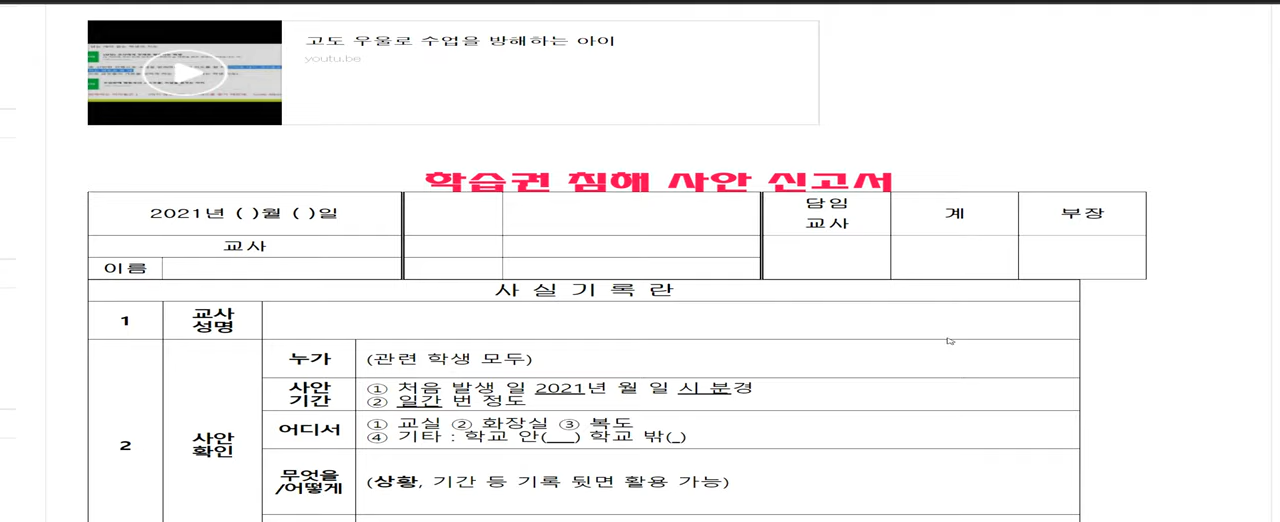 고도 우울로 수업을 방해하는 아이
youtu.be
학습권 침해 사안 신고서
2021년 ( )월 ( )일
담임
교사
계
부장
교사
이름
사 실 기 록 란
1
교사
성명
2
사안
확인
누가
(관련 학생 모두)
사안
기간
① 처음 발생 일 2021년 월 일 시 분경
② 일간 번 정도
어디서
① 교실 ② 화장실 ③ 복도
④ 기타 : 학교 안(___) 학교 밖(_)
무엇을
/어떻게
(상황, 기간 등 기록 뒷면 활용 가능)